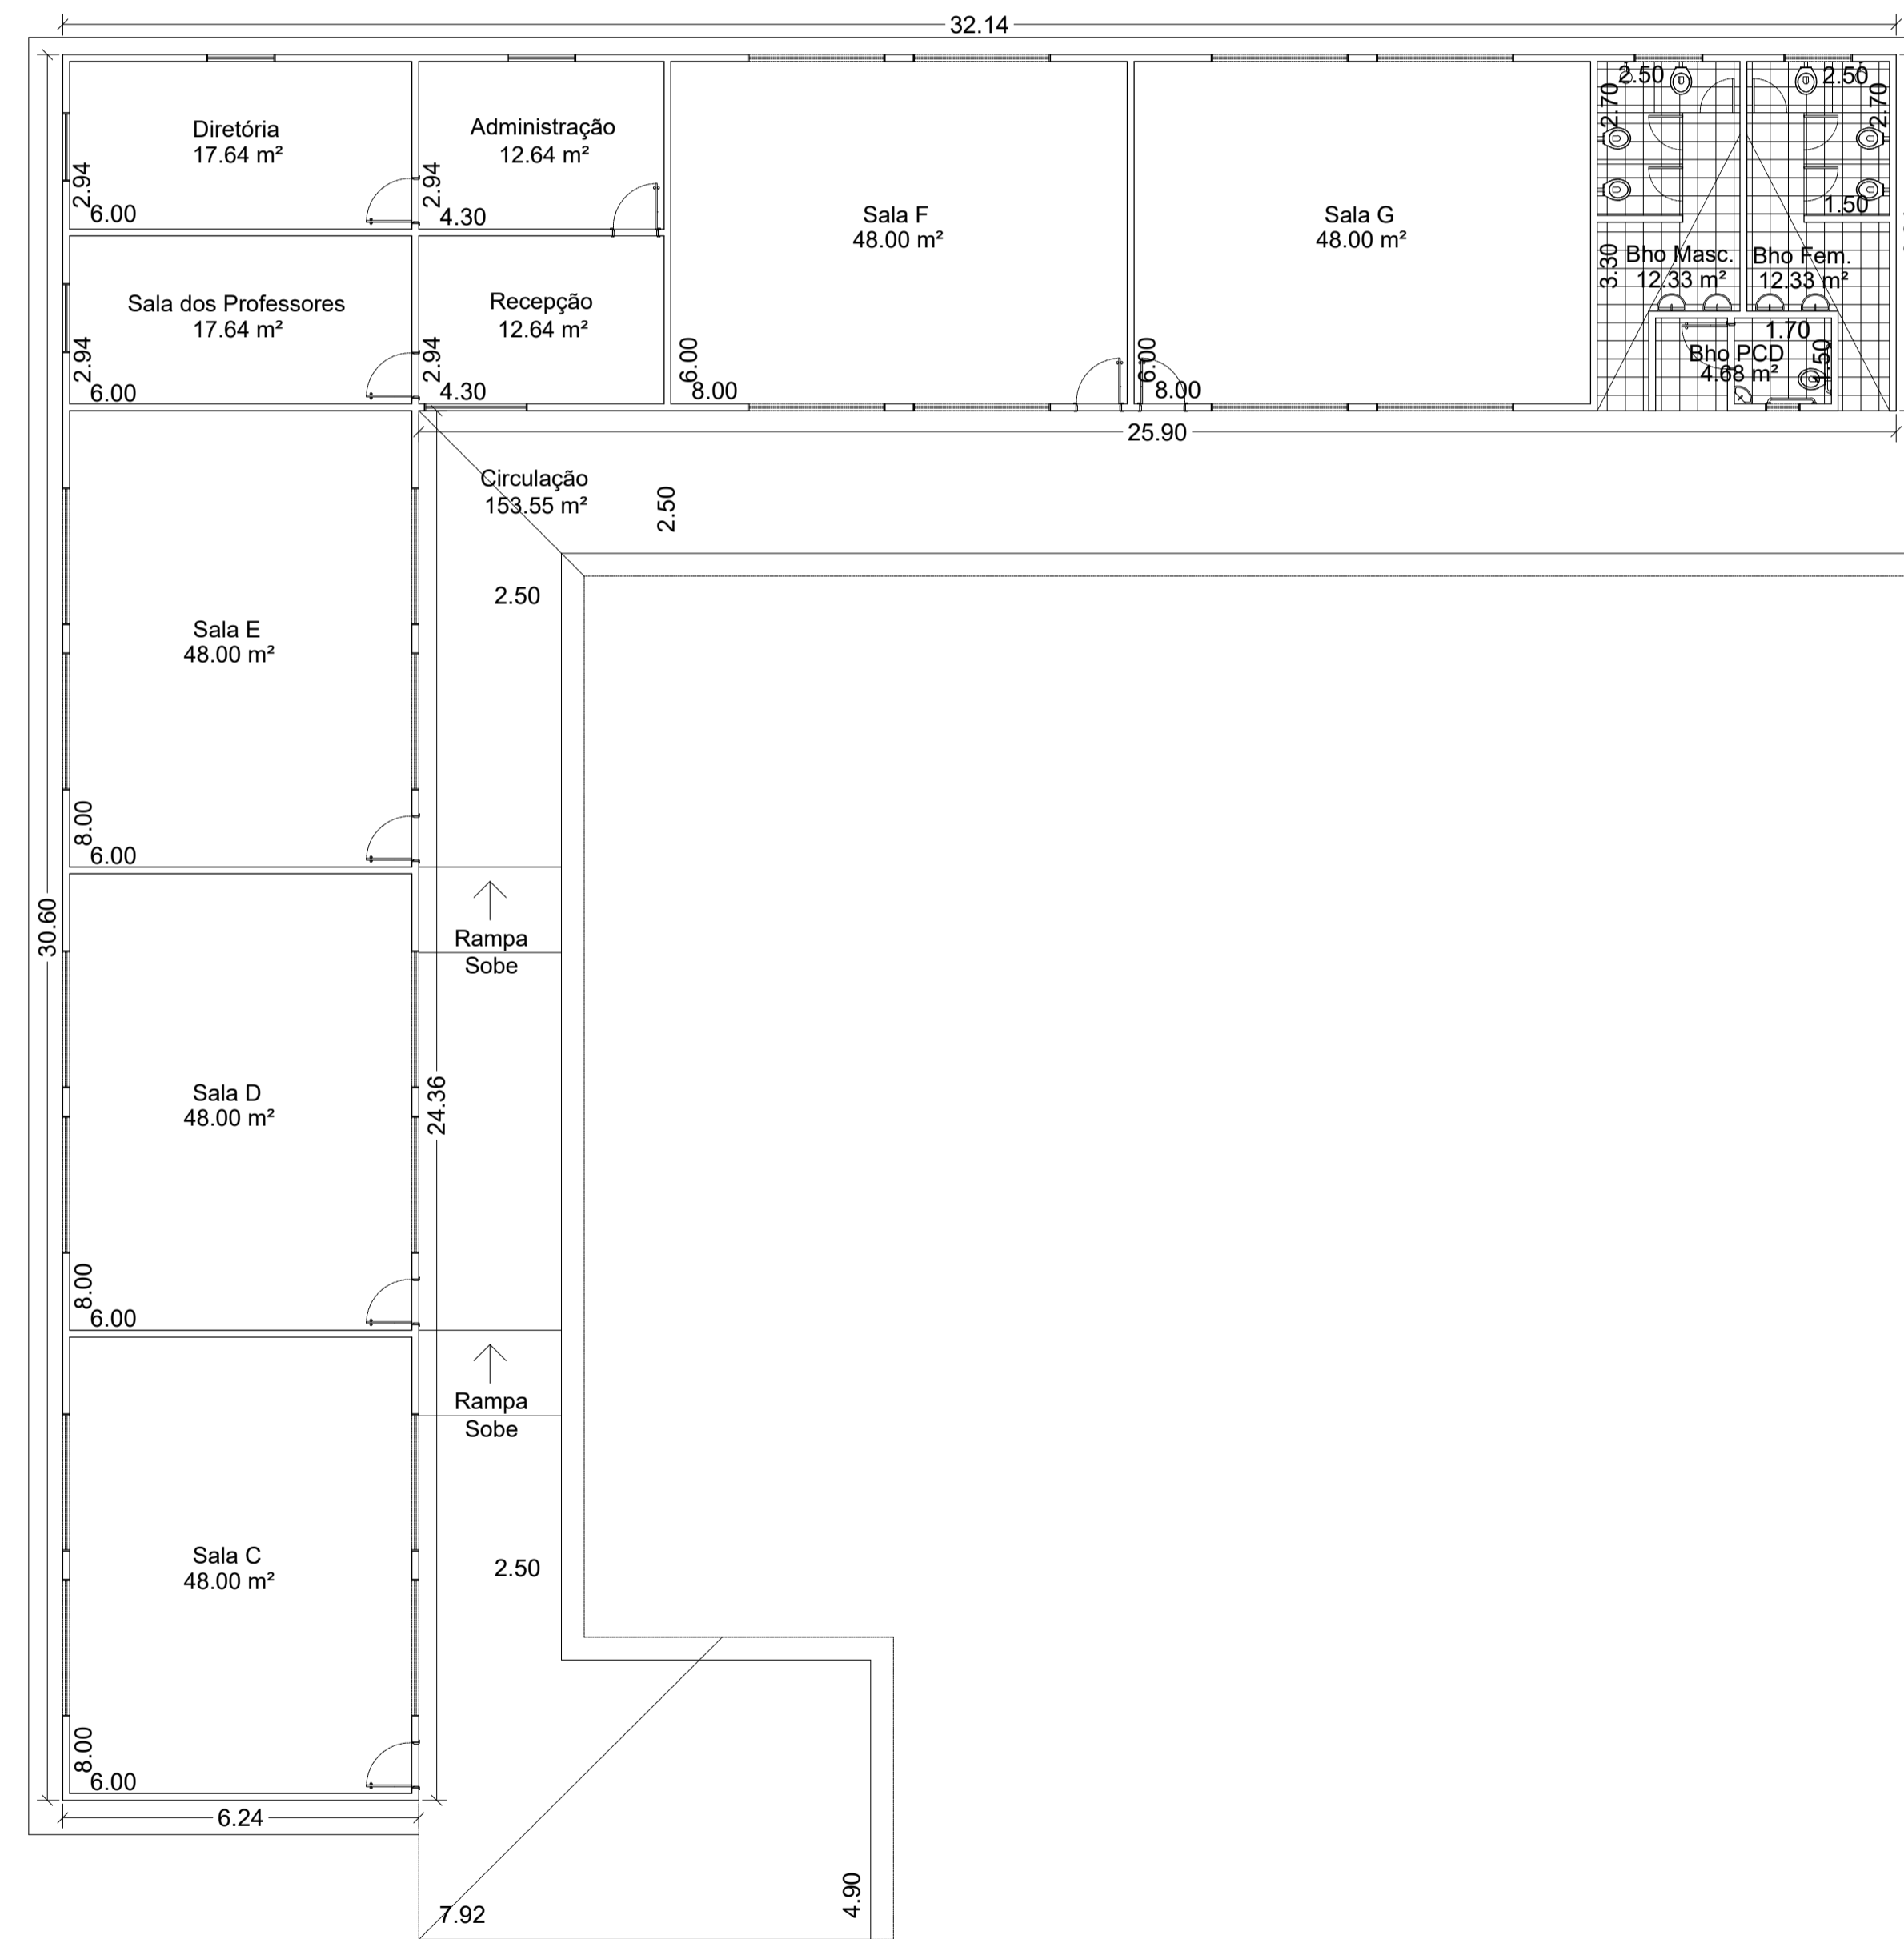 32.14
Diretória
17.64 m²
2.94
6.00
Administração
12.64 m²
2.94
4.30
Sala F
48.00 m²
6.00
8.00
Sala G
48.00 m²
6.00
8.00
2.50
2.70
2.50
2.70
1.50
3.30
Bho Masc.
12.33 m²
Bho Fem.
12.33 m²
1.70
Bho PCD
4.68 m²
Sala dos Professores
17.64 m²
2.94
6.00
Recepção
12.64 m²
2.94
4.30
25.90
Circulação
153.55 m²
2.50
2.50
Sala E
48.00 m²
8.00
6.00
30.60
Rampa
Sobe
Sala D
48.00 m²
24.36
8.00
6.00
Rampa
Sobe
Sala C
48.00 m²
2.50
8.00
6.00
6.24
7.92
4.90